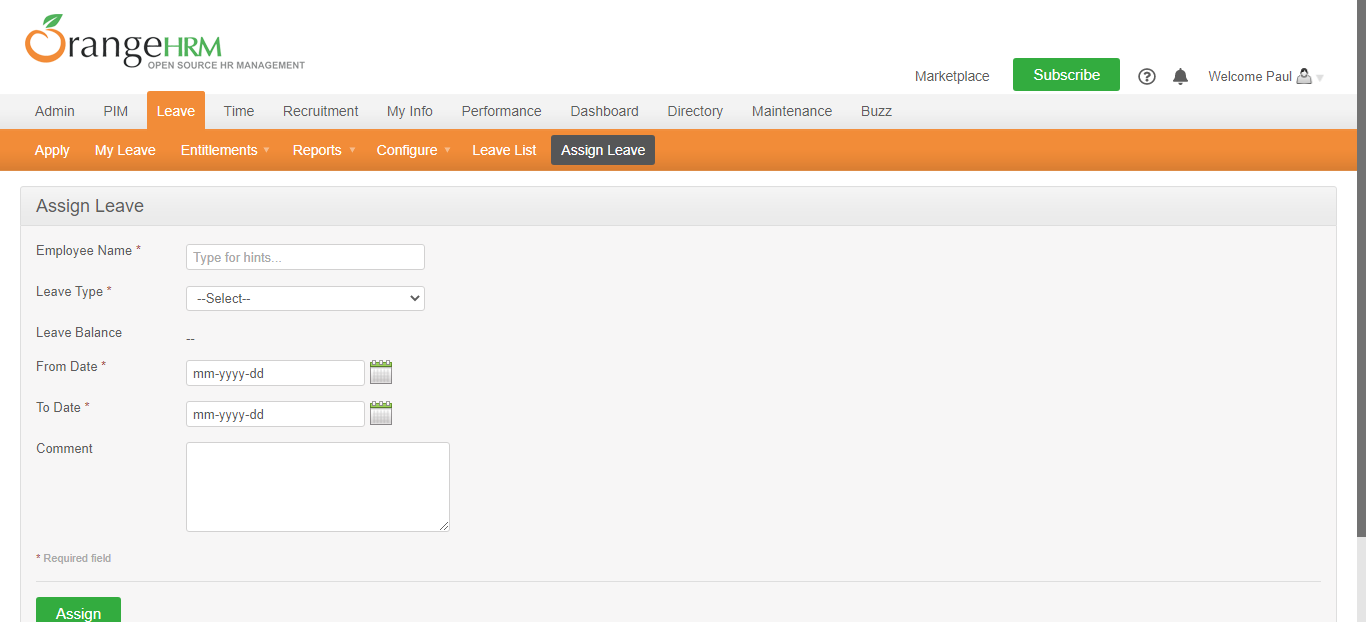 OrangeHRM
OPEN SOURCE HR MANAGEMENT
Marketplace Subscribe Welcome Paul
Admin PIM Leave Time Recruitment My Info Performance Dashboard Directory Maintenance Buzz
Apply My Leave Entitlements Reports Configure Leave List Assign Leave
Assign Leave
Employee Name * Type for hints...
Leave Type * --Select--
Leave Balance --
From Date * mm-yyyy-dd
To Date * mm-yyyy-dd
Comment
* Required field
Assign